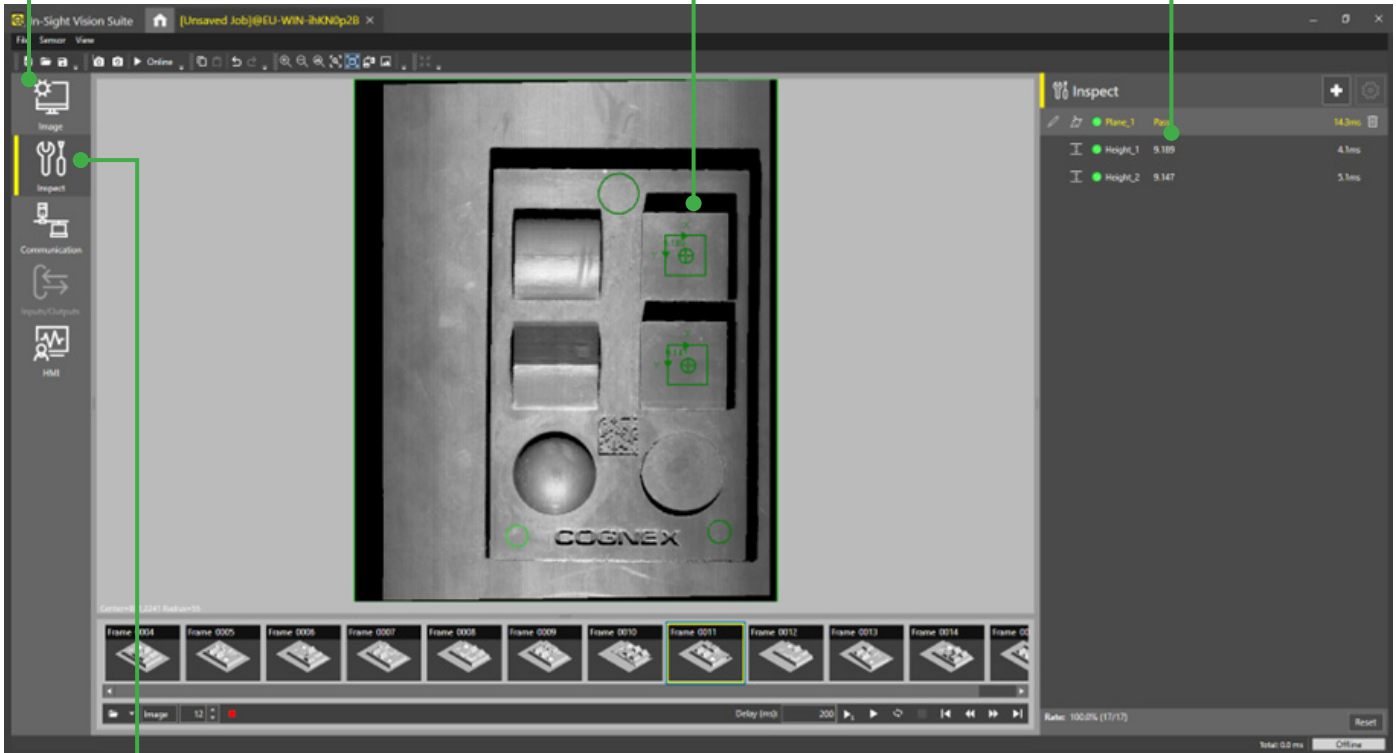 In-Sight Vision Suite
[Unsaved Job]@EU-WIN-ihKN0p2B ×
File Sensor View
Online
Image
Inspect
Communication
Inputs/Outputs
HMI
COGNEX
Frame 0004 Frame 0005 Frame 0006 Frame 0007 Frame 0008 Frame 0009 Frame 0010 Frame 0011 Frame 0012 Frame 0013 Frame 0014
Image 12 Delay (ms): 200
Inspect
Plane_1 Pass 14.3ms
Height_1 9.189 4.1ms
Height_2 9.147 5.1ms
Rate: 100.0% (17/17)
Reset
Total: 0.0 ms Offline